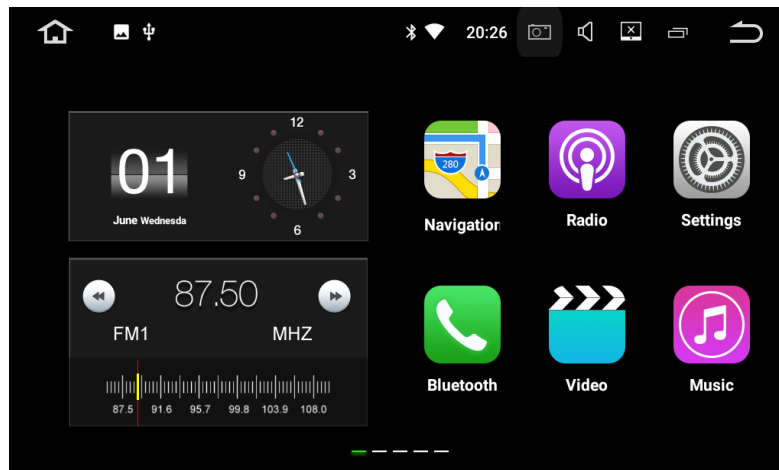 20:26
12
9
3
6
01
June Wednesda
280
Navigation
Radio
Settings
87.50
FM1
MHZ
87.5 91.6 95.7 99.8 103.9 108.0
Bluetooth
Video
Music